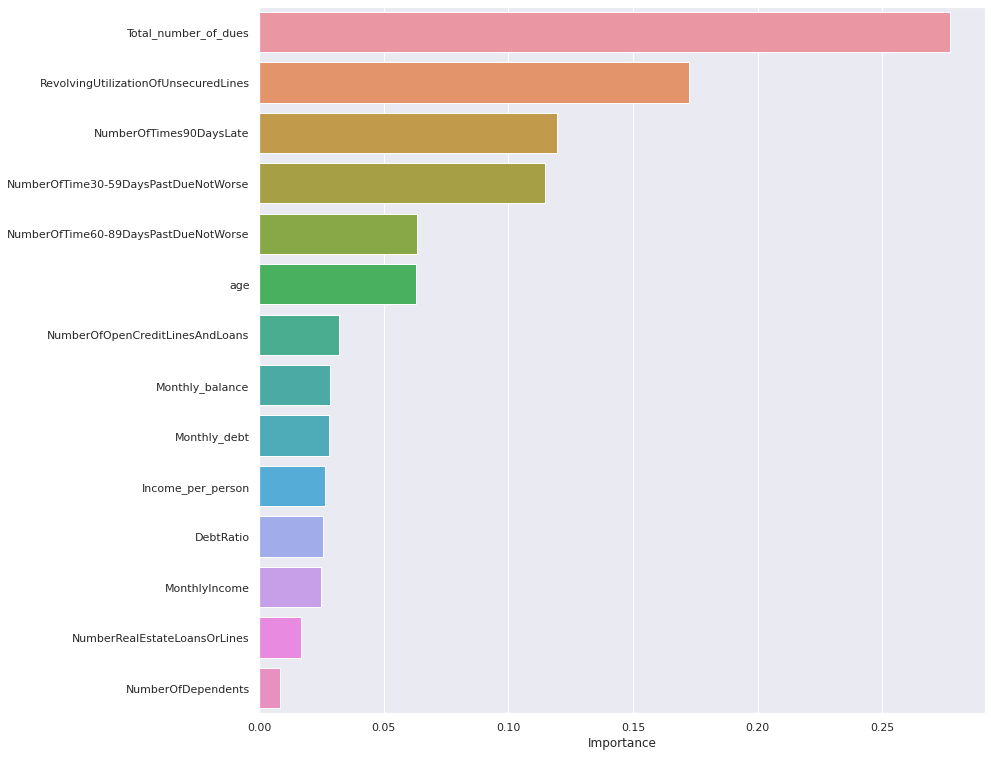 Total_number_of_dues
RevolvingUtilizationOfUnsecuredLines
NumberOfTimes90DaysLate
NumberOfTime30-59DaysPastDueNotWorse
NumberOfTime60-89DaysPastDueNotWorse
age
NumberOfOpenCreditLinesAndLoans
Monthly_balance
Monthly_debt
Income_per_person
DebtRatio
MonthlyIncome
NumberRealEstateLoansOrLines
NumberOfDependents
0.00 0.05 0.10 0.15 0.20 0.25
Importance